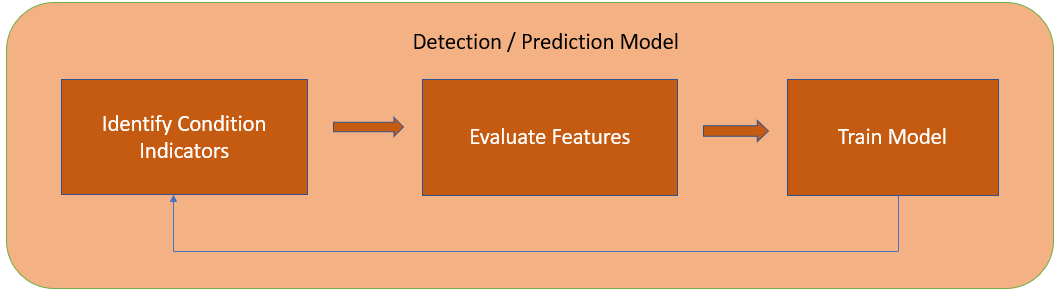 Detection / Prediction Model
Identify Condition
Indicators
Evaluate Features
Train Model